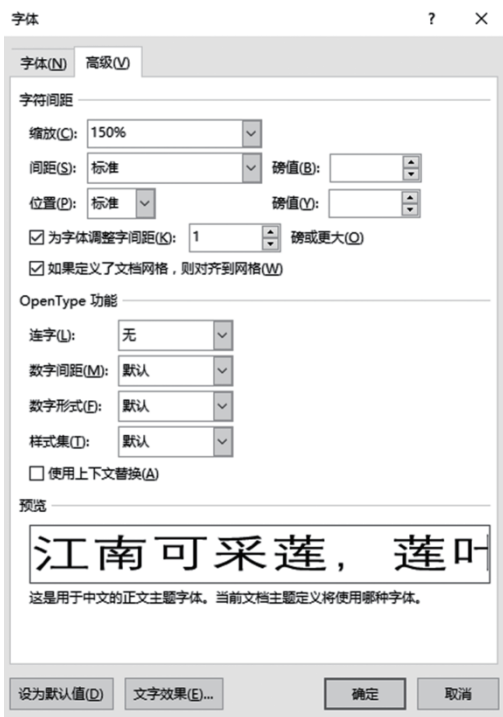 字体 ? ×
字体(N) 高级(V)
字符间距
缩放(C): 150%
间距(S): 标准 磅值(B):
位置(P): 标准 磅值(Y):
为字体调整字间距(K): 1 磅或更大(O)
如果定义了文档网格，则对齐到网格(W)
OpenType 功能
连字(L): 无
数字间距(M): 默认
数字形式(F): 默认
样式集(T): 默认
使用上下文替换(A)
预览
江南可采莲，莲叶
这是用于中文的正文主题字体。当前文档主题定义将使用哪种字体。
设为默认值(D) 文字效果(E)... 确定 取消